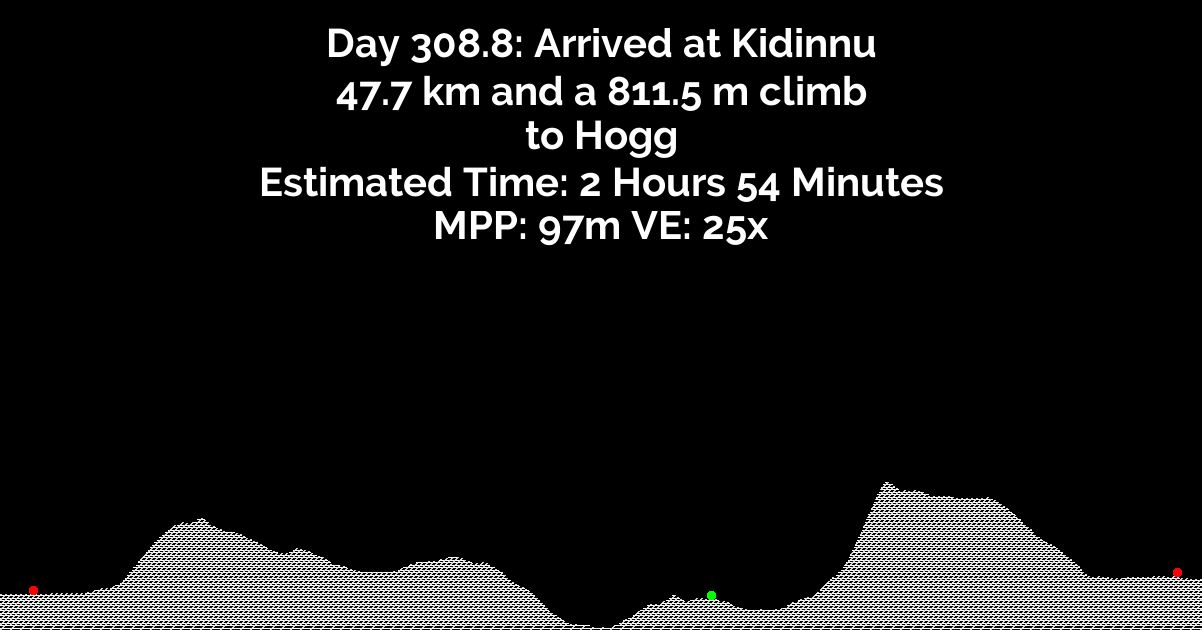 Day 308.8: Arrived at Kidinnu
47.7 km and a 811.5 m climb
to Hogg
Estimated Time: 2 Hours 54 Minutes
MPP: 97m VE: 25x